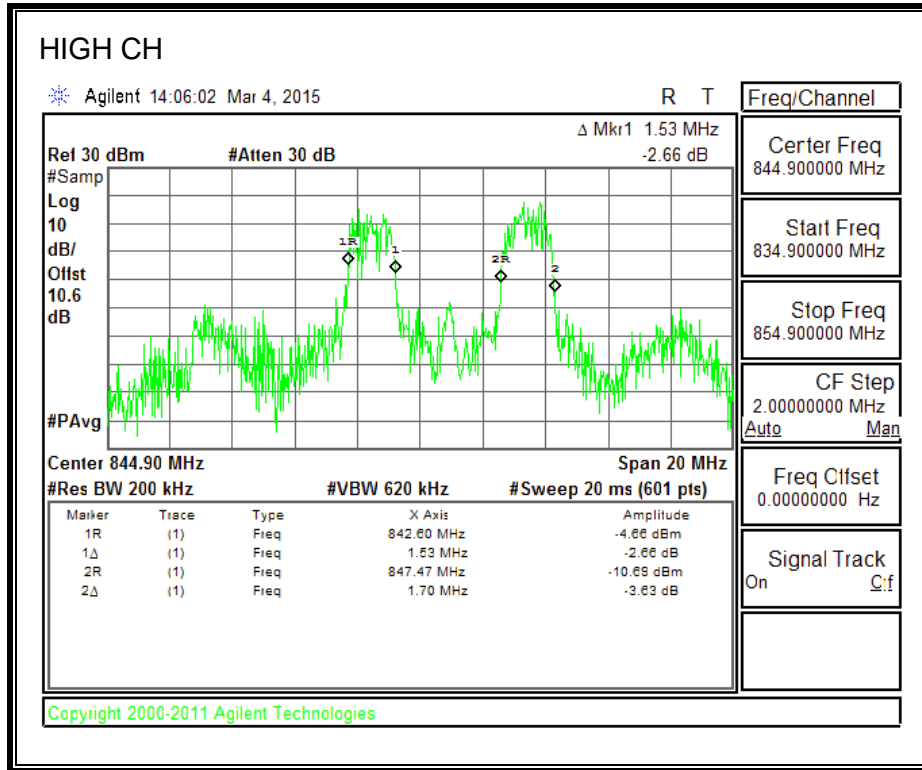 HIGH CH
Agilent 14:06:02 Mar 4, 2015 R T
Δ Mkr1 1.53 MHz
Ref 30 dBm #Atten 30 dB -2.66 dB
#Samp
Log
10
dB/
Offst
10.6
dB
#PAvg
1R
1
2R
2
Center 844.90 MHz Span 20 MHz
#Res BW 200 kHz #VBW 620 kHz #Sweep 20 ms (601 pts)
Marker Trace Type X Axis Amplitude
1R (1) Freq 842.60 MHz -4.66 dBm
1Δ (1) Freq 1.53 MHz -2.66 dB
2R (1) Freq 847.47 MHz -10.69 dBm
2Δ (1) Freq 1.70 MHz -3.63 dB
Freq/Channel
Center Freq
844.900000 MHz
Start Freq
834.900000 MHz
Stop Freq
854.900000 MHz
CF Step
2.00000000 MHz
Auto Man
Freq Offset
0.00000000 Hz
Signal Track
On Off
Copyright 2000-2011 Agilent Technologies